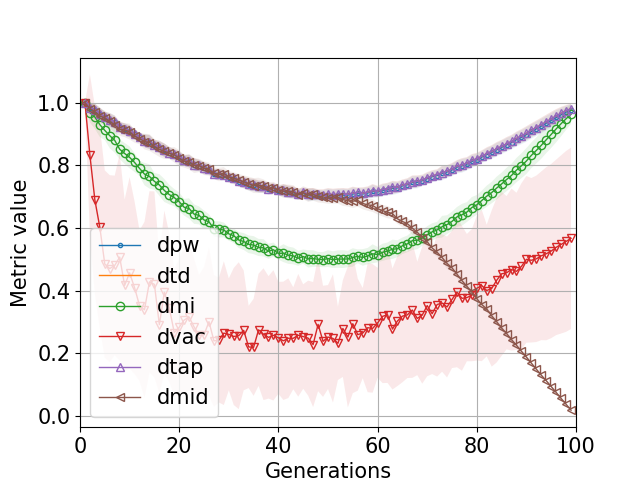 1.0
0.8
0.6
0.4
0.2
0.0
Metric value
dpw
dtd
dmi
dvac
dtap
dmid
0 20 40 60 80 100
Generations